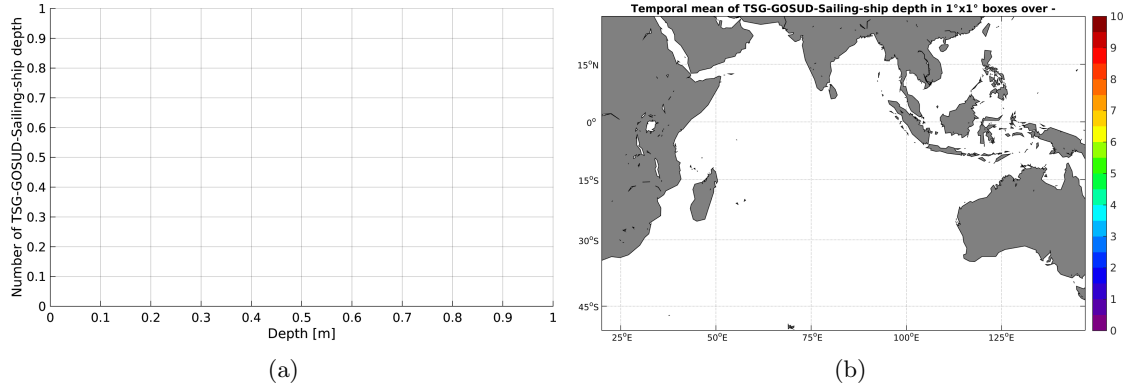 1
0.9
0.8
0.7
0.6
0.5
0.4
0.3
0.2
0.1
0
Number of TSG-GOSUD-Sailing-ship depth
0 0.1 0.2 0.3 0.4 0.5 0.6 0.7 0.8 0.9 1
Depth [m]
(a)
Temporal mean of TSG-GOSUD-Sailing-ship depth in 1°x1° boxes over -
15°N
0°
15°S
30°S
45°S
25°E 50°E 75°E 100°E 125°E
10
9
8
7
6
5
4
3
2
1
0
(b)